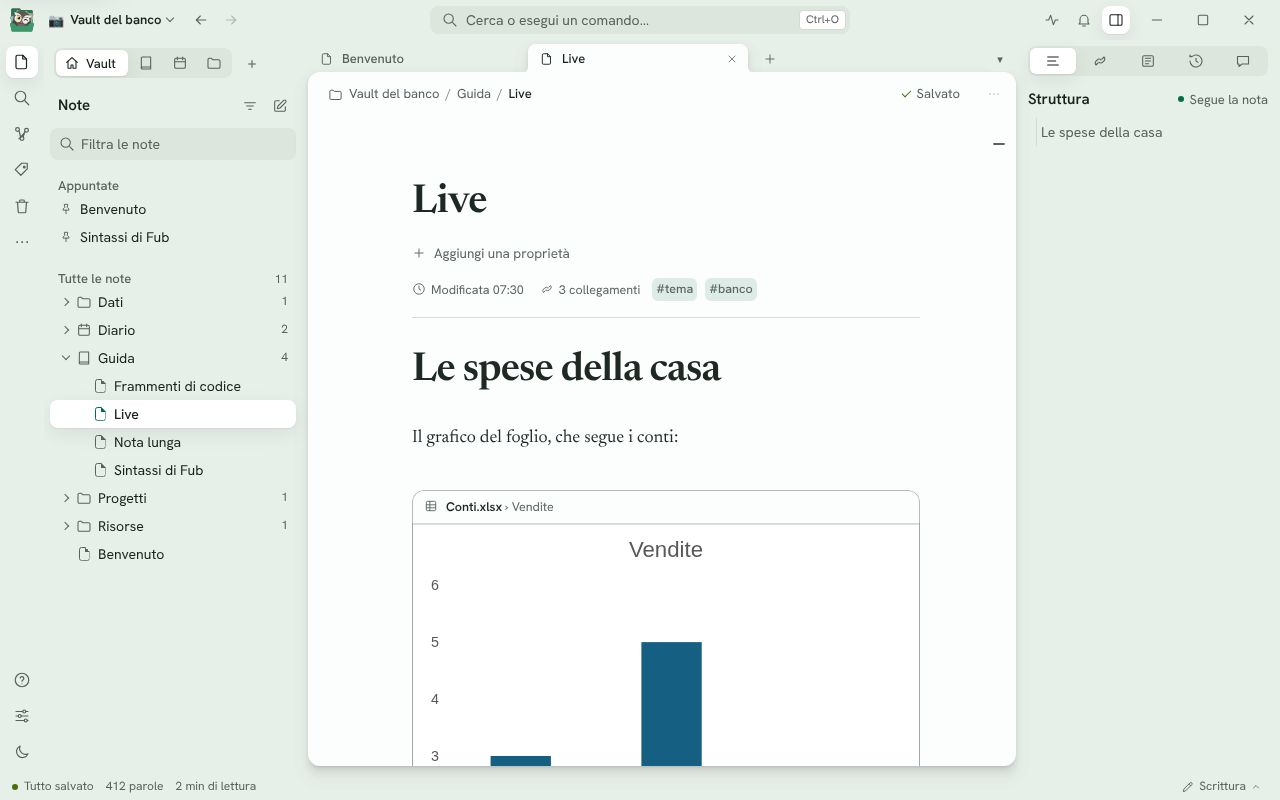 Vault del banco
Cerca o esegui un comando...
Ctrl+O
Vault
Benvenuto
Live
Note
Filtra le note
Appuntate
Benvenuto
Sintassi di Fub
Tutte le note 11
Dati 1
Diario 2
Guida 4
Frammenti di codice
Live
Nota lunga
Sintassi di Fub
Progetti 1
Risorse 1
Benvenuto
Vault del banco / Guida / Live
Salvato
Live
Aggiungi una proprietà
Modificata 07:30 3 collegamenti #tema #banco
Le spese della casa
Il grafico del foglio, che segue i conti:
Conti.xlsx › Vendite
Vendite
6
5
4
3
Struttura
Segue la nota
Le spese della casa
Tutto salvato 412 parole 2 min di lettura
Scrittura